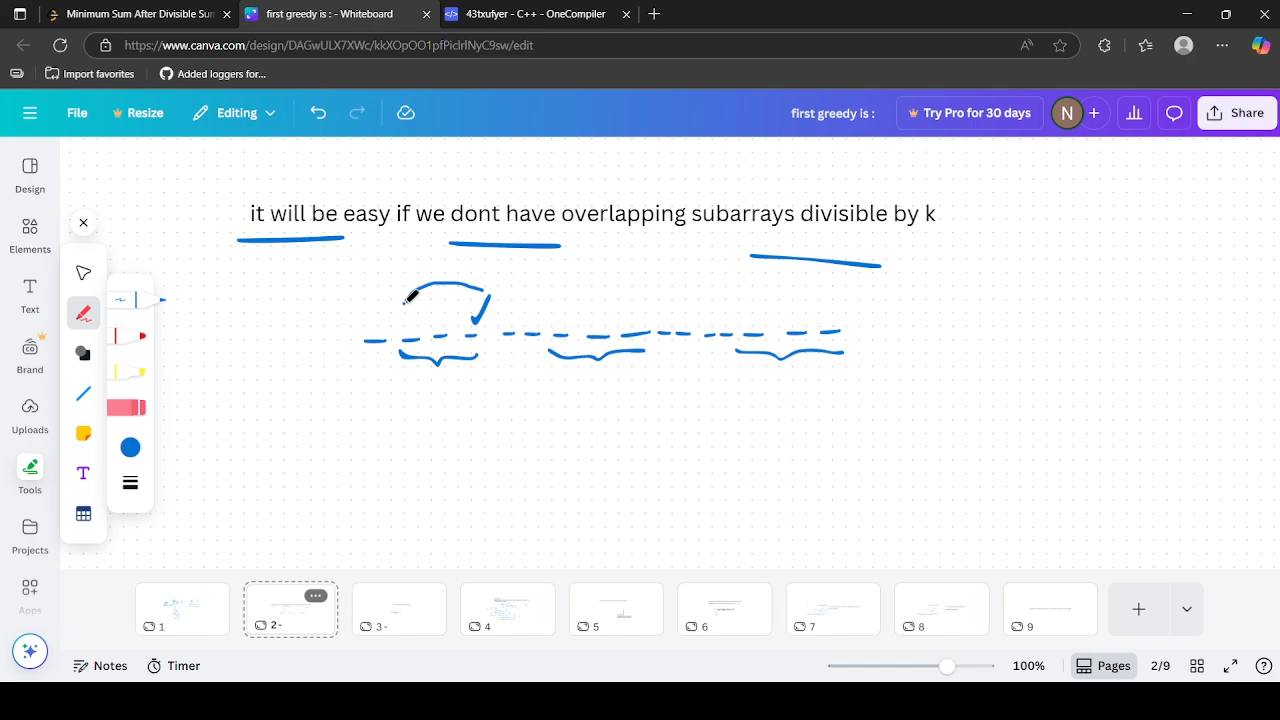 Minimum Sum After Divisible Sum
first greedy is : - Whiteboard
43txufyer - C++ - OneCompiler
https://www.canva.com/design/DAGwULX7XWc/kkXOpOO1pfPiclrlNyC9sw/edit
Import favorites
Added loggers for...
File
Resize
Editing
first greedy is :
N
Try Pro for 30 days
Share
Design
Elements
Text
Brand
Uploads
Tools
Projects
Apps
it will be easy if we dont have overlapping subarrays divisible by k
1
2-
3-
4
5
6
7
8
9
Notes
Timer
100%
Pages
2/9